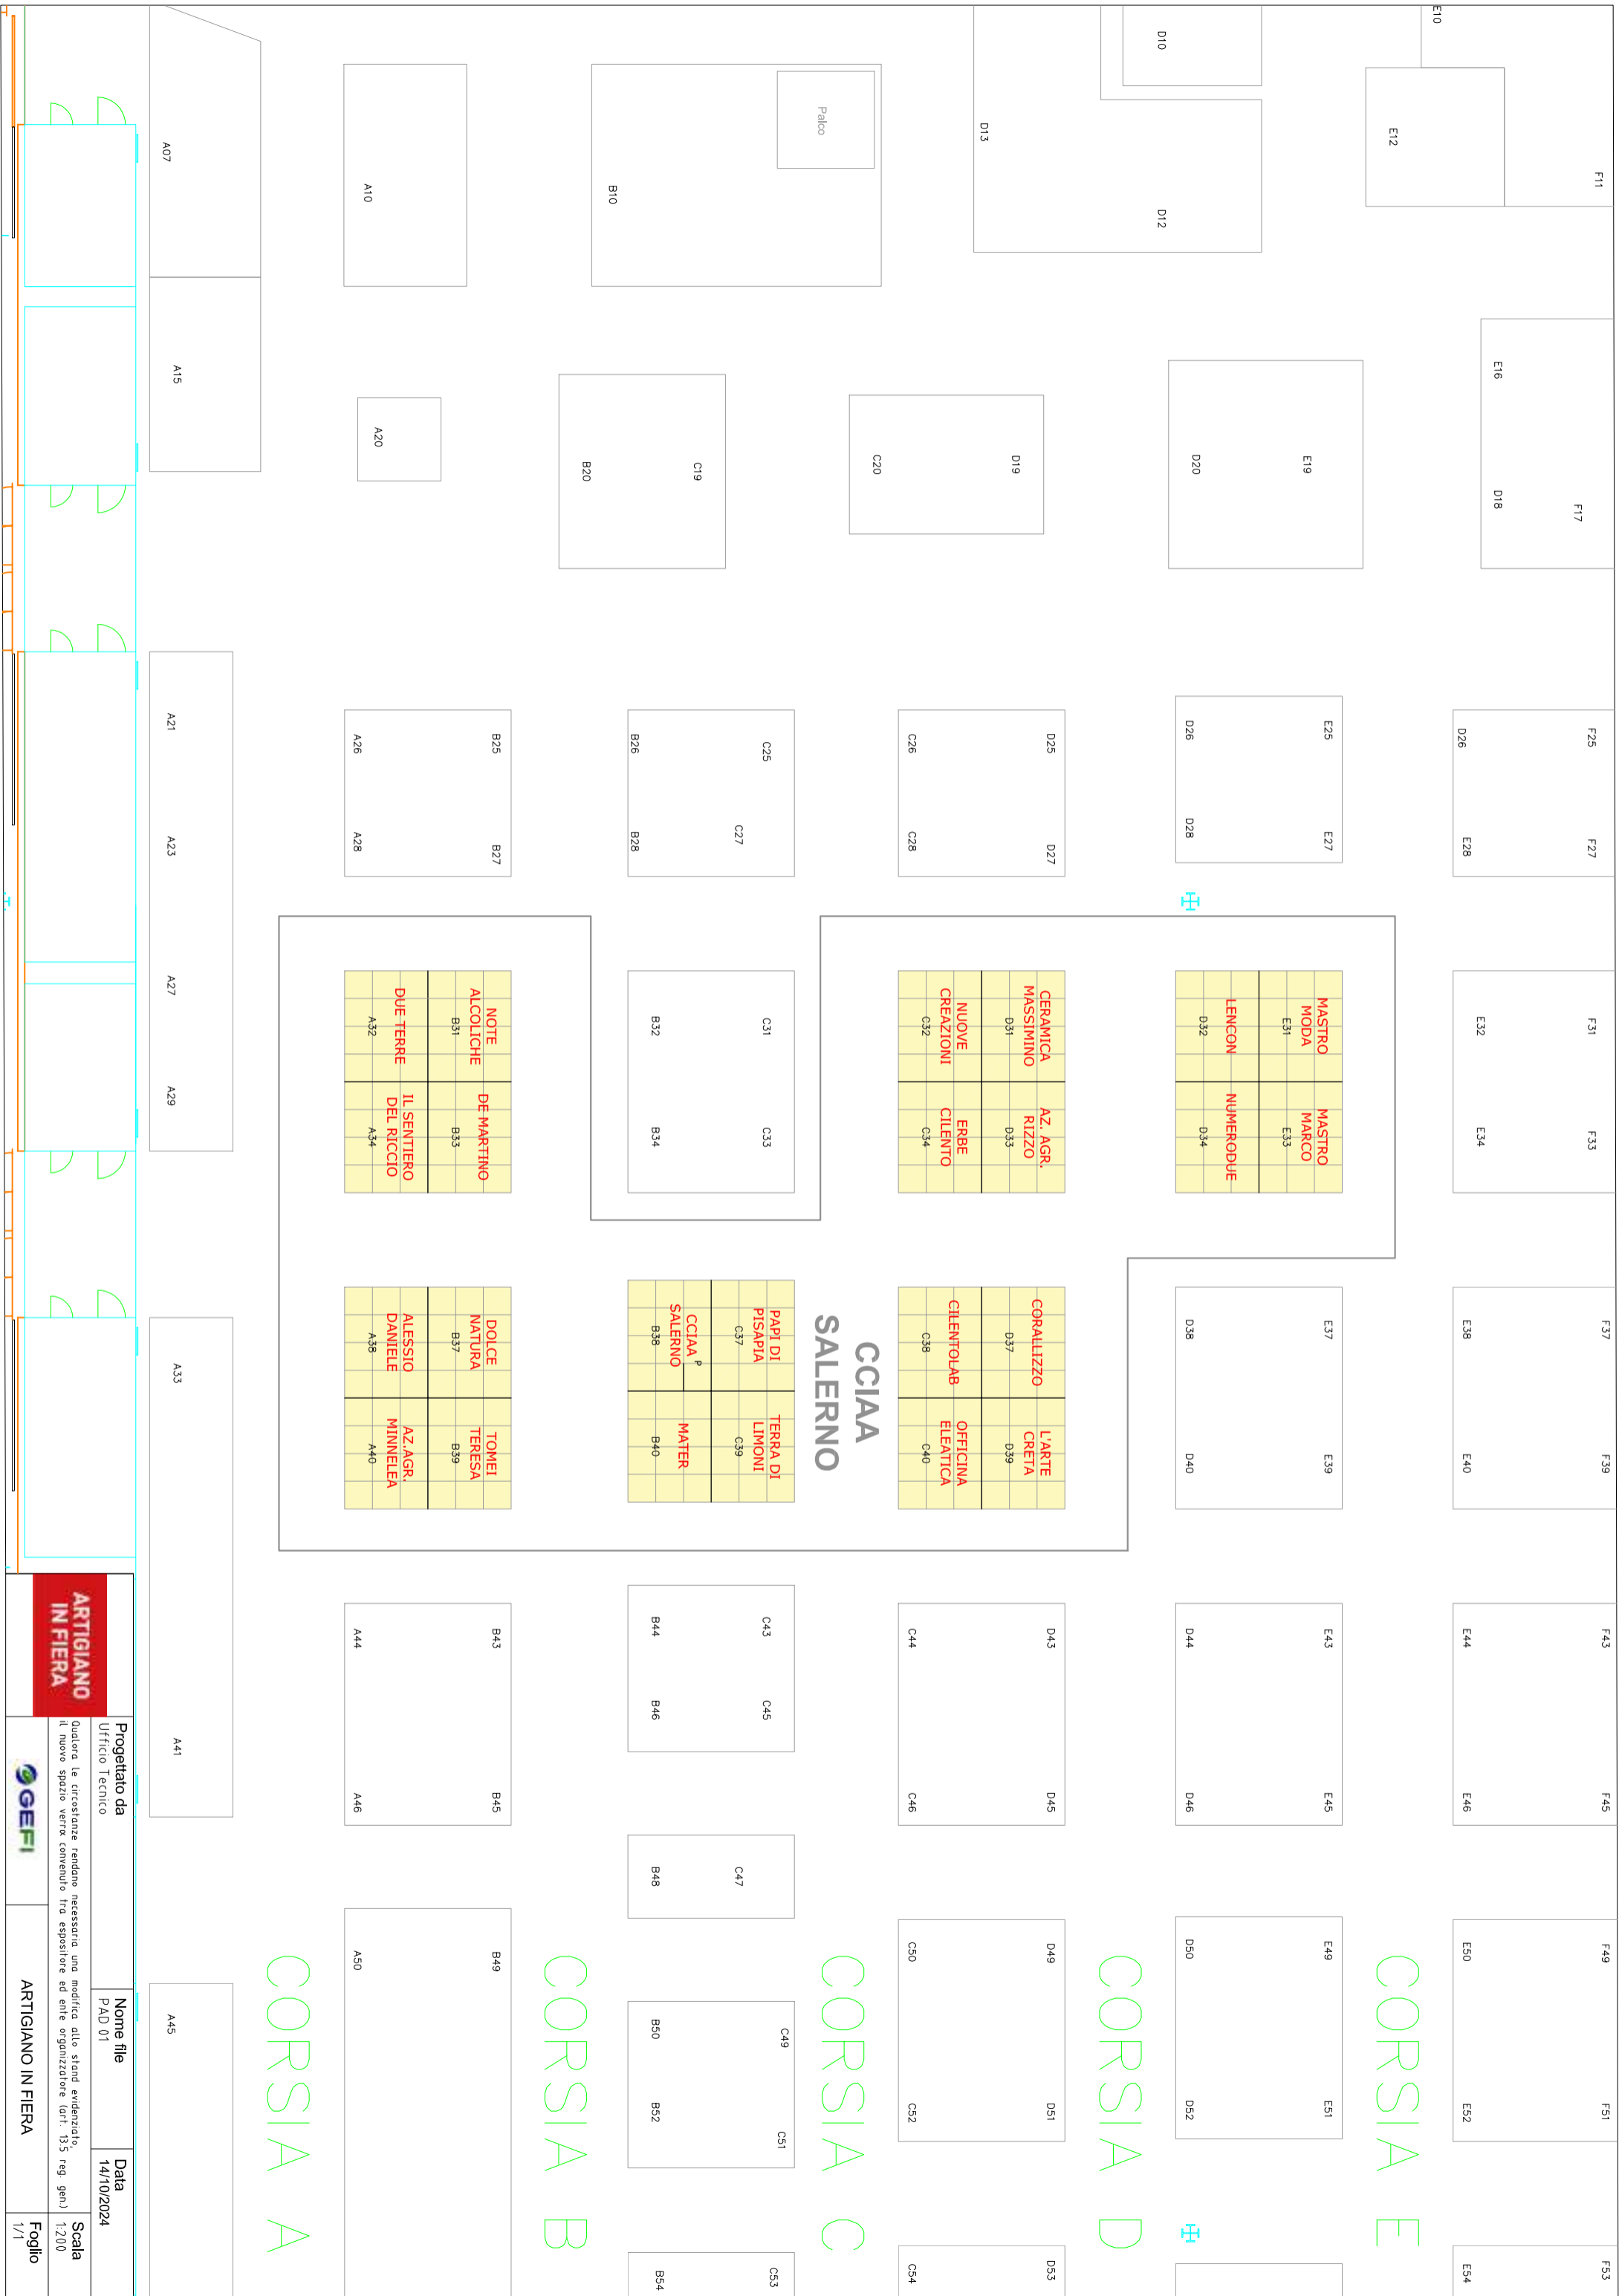 F11
F17
F25
F27
F31
F33
F37
F39
F43
F45
F49
F51
F53
E10
E12
E16
D18
D26
E28
E32
E34
E38
E40
E44
E46
E50
E52
E54
CORSIA E
E19
E25
E27
MASTRO
MODA
E31
MASTRO
MARCO
E33
E37
E39
E43
E45
E49
E51
D10
D12
D20
D26
D28
LENCON
D32
NUMERODUE
D34
D38
D40
D44
D46
D50
D52
CORSIA D
D13
D19
D25
D27
CERAMICA
MASSIMINO
D31
AZ. AGR.
RIZZO
D33
CORALLIZZO
D37
L'ARTE
CRETA
D39
D43
D45
D49
D51
D53
C20
C26
C28
NUOVE
CREAZIONI
C32
ERBE
CILENTO
C34
CILENTOLAB
C38
OFFICINA
ELEATICA
C40
C44
C46
C50
C52
C54
CCIAA
SALERNO
CORSIA C
Palco
C19
C25
C27
C31
C33
PAPI DI
PISAPIA
C37
TERRA DI
LIMONI
C39
C43
C45
C47
C49
C51
C53
B10
B20
B26
B28
B32
B34
P
CCIAA
SALERNO
B38
MATER
B40
B44
B46
B48
B50
B52
B54
CORSIA B
B25
B27
NOTE
ALCOLICHE
B31
DE MARTINO
B33
DOLCE
NATURA
B37
TOMEI
TERESA
B39
B43
B45
B49
A10
A20
A26
A28
DUE TERRE
A32
IL SENTIERO
DEL RICCIO
A34
ALESSIO
DANIELE
A38
AZ.AGR.
MINNELEA
A40
A44
A46
A50
CORSIA A
A07
A15
A21
A23
A27
A29
A33
A41
A45
ARTIGIANO
IN FIERA
Progettato da
Ufficio Tecnico
Nome file
PAD 01
Data
14/10/2024
Qualora le circostanze rendano necessaria una modifica allo stand evidenziato,
il nuovo spazio verrà convenuto fra espositore ed ente organizzatore (art. 13.5 reg. gen.)
Scala
1:200
GEFI
ARTIGIANO IN FIERA
Foglio
1/1